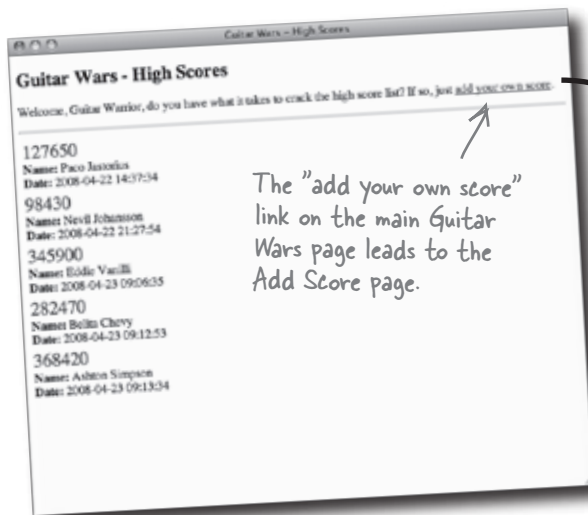 Guitar Wars – High Scores
Guitar Wars - High Scores
Welcome, Guitar Warrior, do you have what it takes to crack the high score list? If so, just add your own score.
127650
Name: Paco Jastorius
Date: 2008-04-22 14:37:34
98430
Name: Nevil Johansson
Date: 2008-04-22 21:27:54
345900
Name: Eddie Vanilli
Date: 2008-04-23 09:06:35
282470
Name: Belita Chevy
Date: 2008-04-23 09:12:53
368420
Name: Ashton Simpson
Date: 2008-04-23 09:13:34
The "add your own score"
link on the main Guitar
Wars page leads to the
Add Score page.